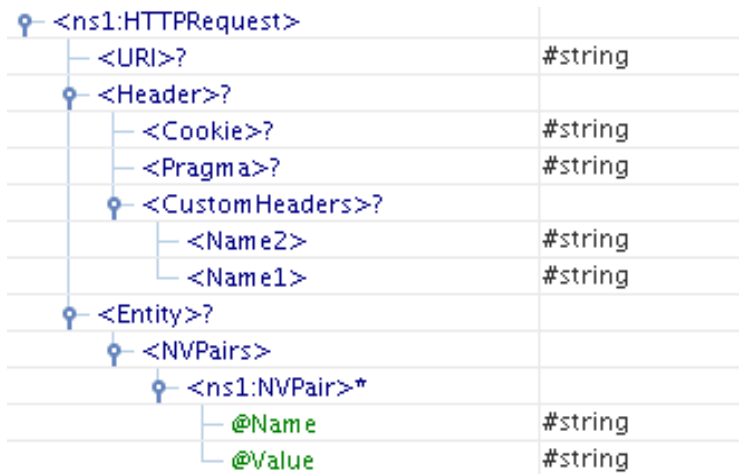 <ns1:HTTPRequest>
<URI>? #string
<Header>?
<Cookie>? #string
<Pragma>? #string
<CustomHeaders>?
<Name2> #string
<Name1> #string
<Entity>?
<NVPairs>
<ns1:NVPair>*
@Name #string
@Value #string